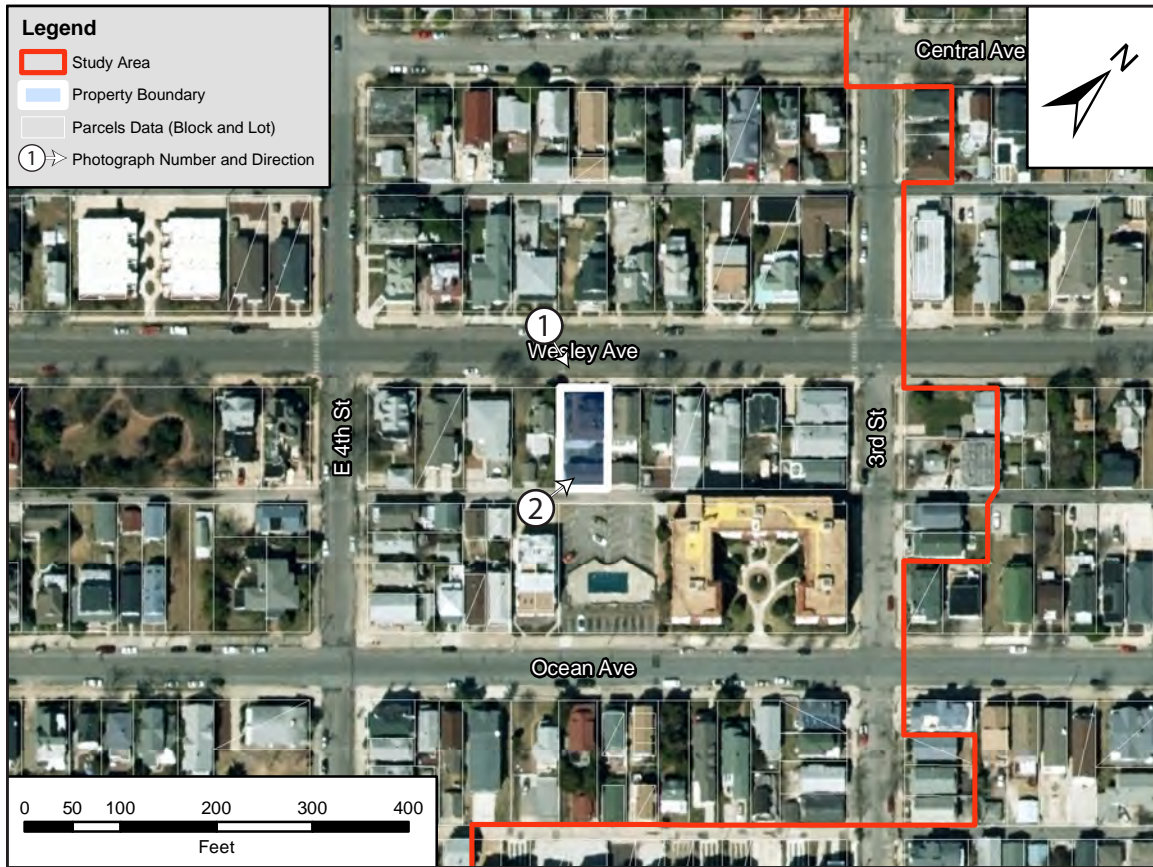 Legend
Study Area
Property Boundary
Parcels Data (Block and Lot)
1 Photograph Number and Direction
Central Ave
N
1
Wesley Ave
E 4th St
3rd St
2
Ocean Ave
0 50 100 200 300 400
Feet